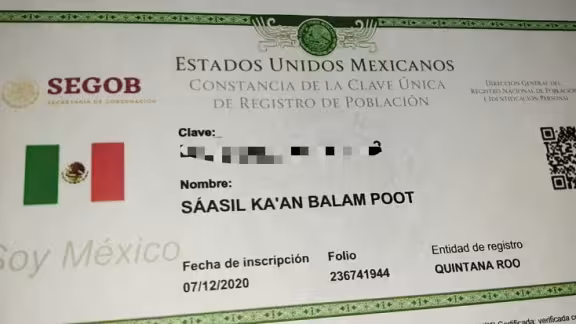 ESTADOS UNIDOS MEXICANOS
CONSTANCIA DE LA CLAVE ÚNICA
DE REGISTRO DE POBLACIÓN
SEGOB
SECRETARÍA DE GOBERNACIÓN
DIRECCIÓN GENERAL DEL
REGISTRO NACIONAL DE POBLACIÓN
E IDENTIFICACIÓN PERSONAL
Clave:
Nombre:
SÁASIL KA'AN BALAM POOT
Soy México
Fecha de inscripción
07/12/2020
Folio
236741944
Entidad de registro
QUINTANA ROO
Certificada: verificada